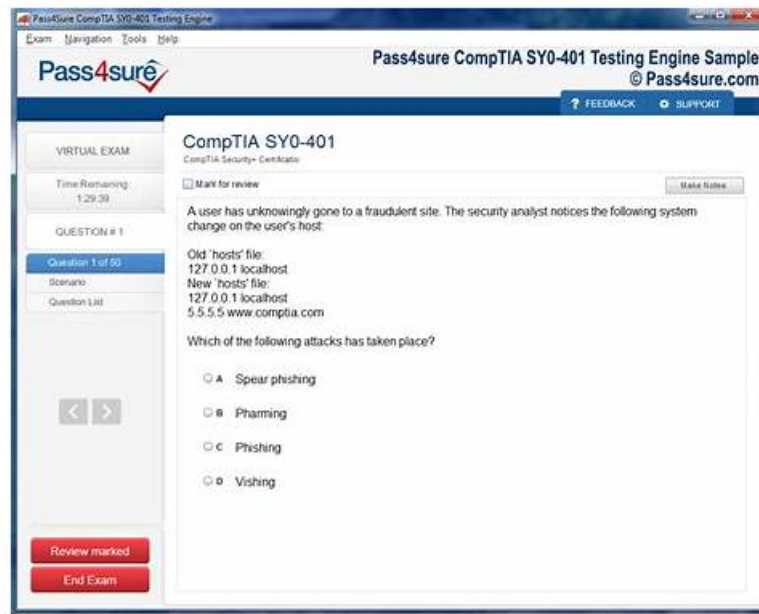 Pass4Sure CompTIA SY0-401 Testing Engine
Exam Navigation Tools Help
Pass4sure
Pass4sure CompTIA SY0-401 Testing Engine Sample
© Pass4sure.com
? FEEDBACK SUPPORT
VIRTUAL EXAM
Time Remaining
1:29:39
QUESTION # 1
Question 1 of 50
Scenario
Question List
CompTIA SY0-401
CompTIA Security+ Certificatio
Mark for review
Make Notes
A user has unknowingly gone to a fraudulent site. The security analyst notices the following system
change on the user's host:
Old `hosts' file:
127.0.0.1 localhost
New `hosts' file:
127.0.0.1 localhost
5.5.5.5 www.comptia.com
Which of the following attacks has taken place?
A Spear phishing
B Pharming
C Phishing
D Vishing
Review marked
End Exam